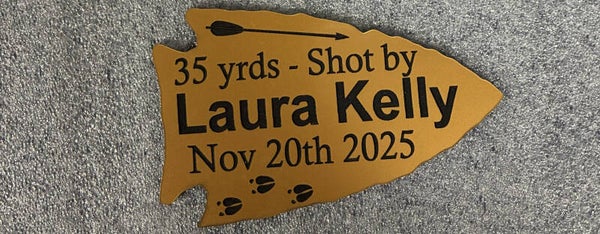 35 yrds - Shot by
Laura Kelly
Nov 20th 2025